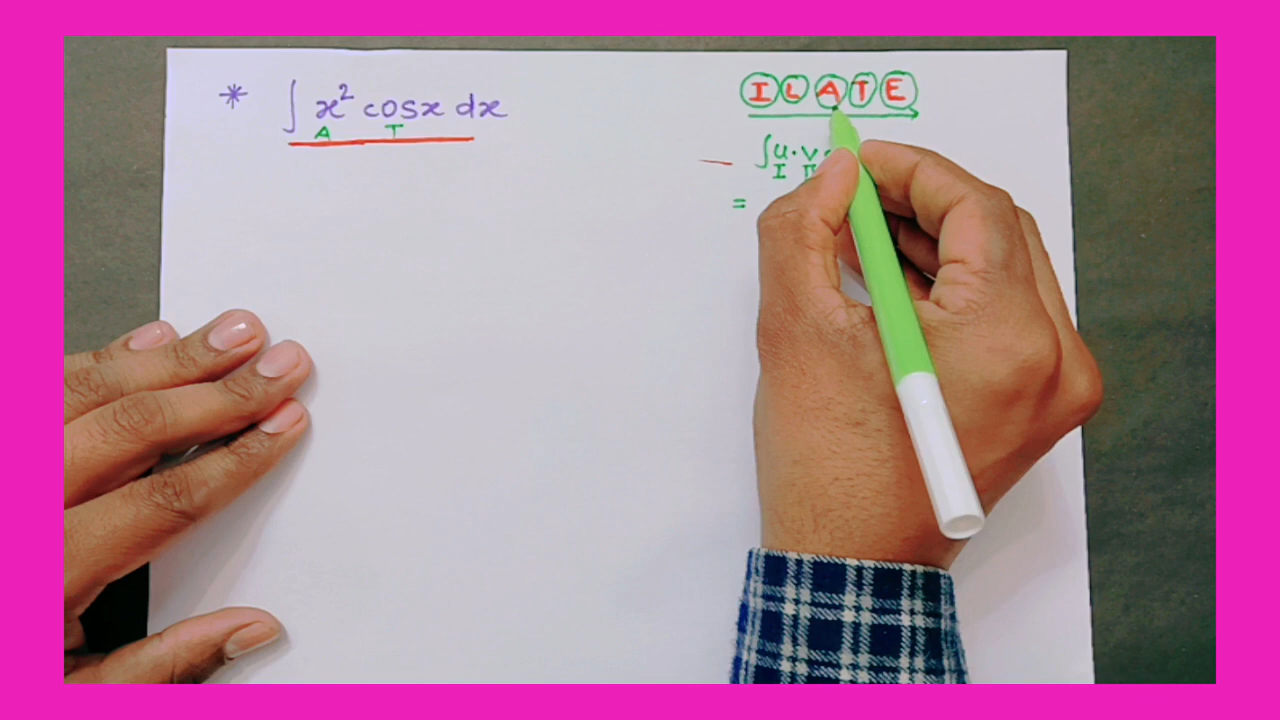 * ∫ x² cosx dx
A T
ILATE
∫u·v
I II
=